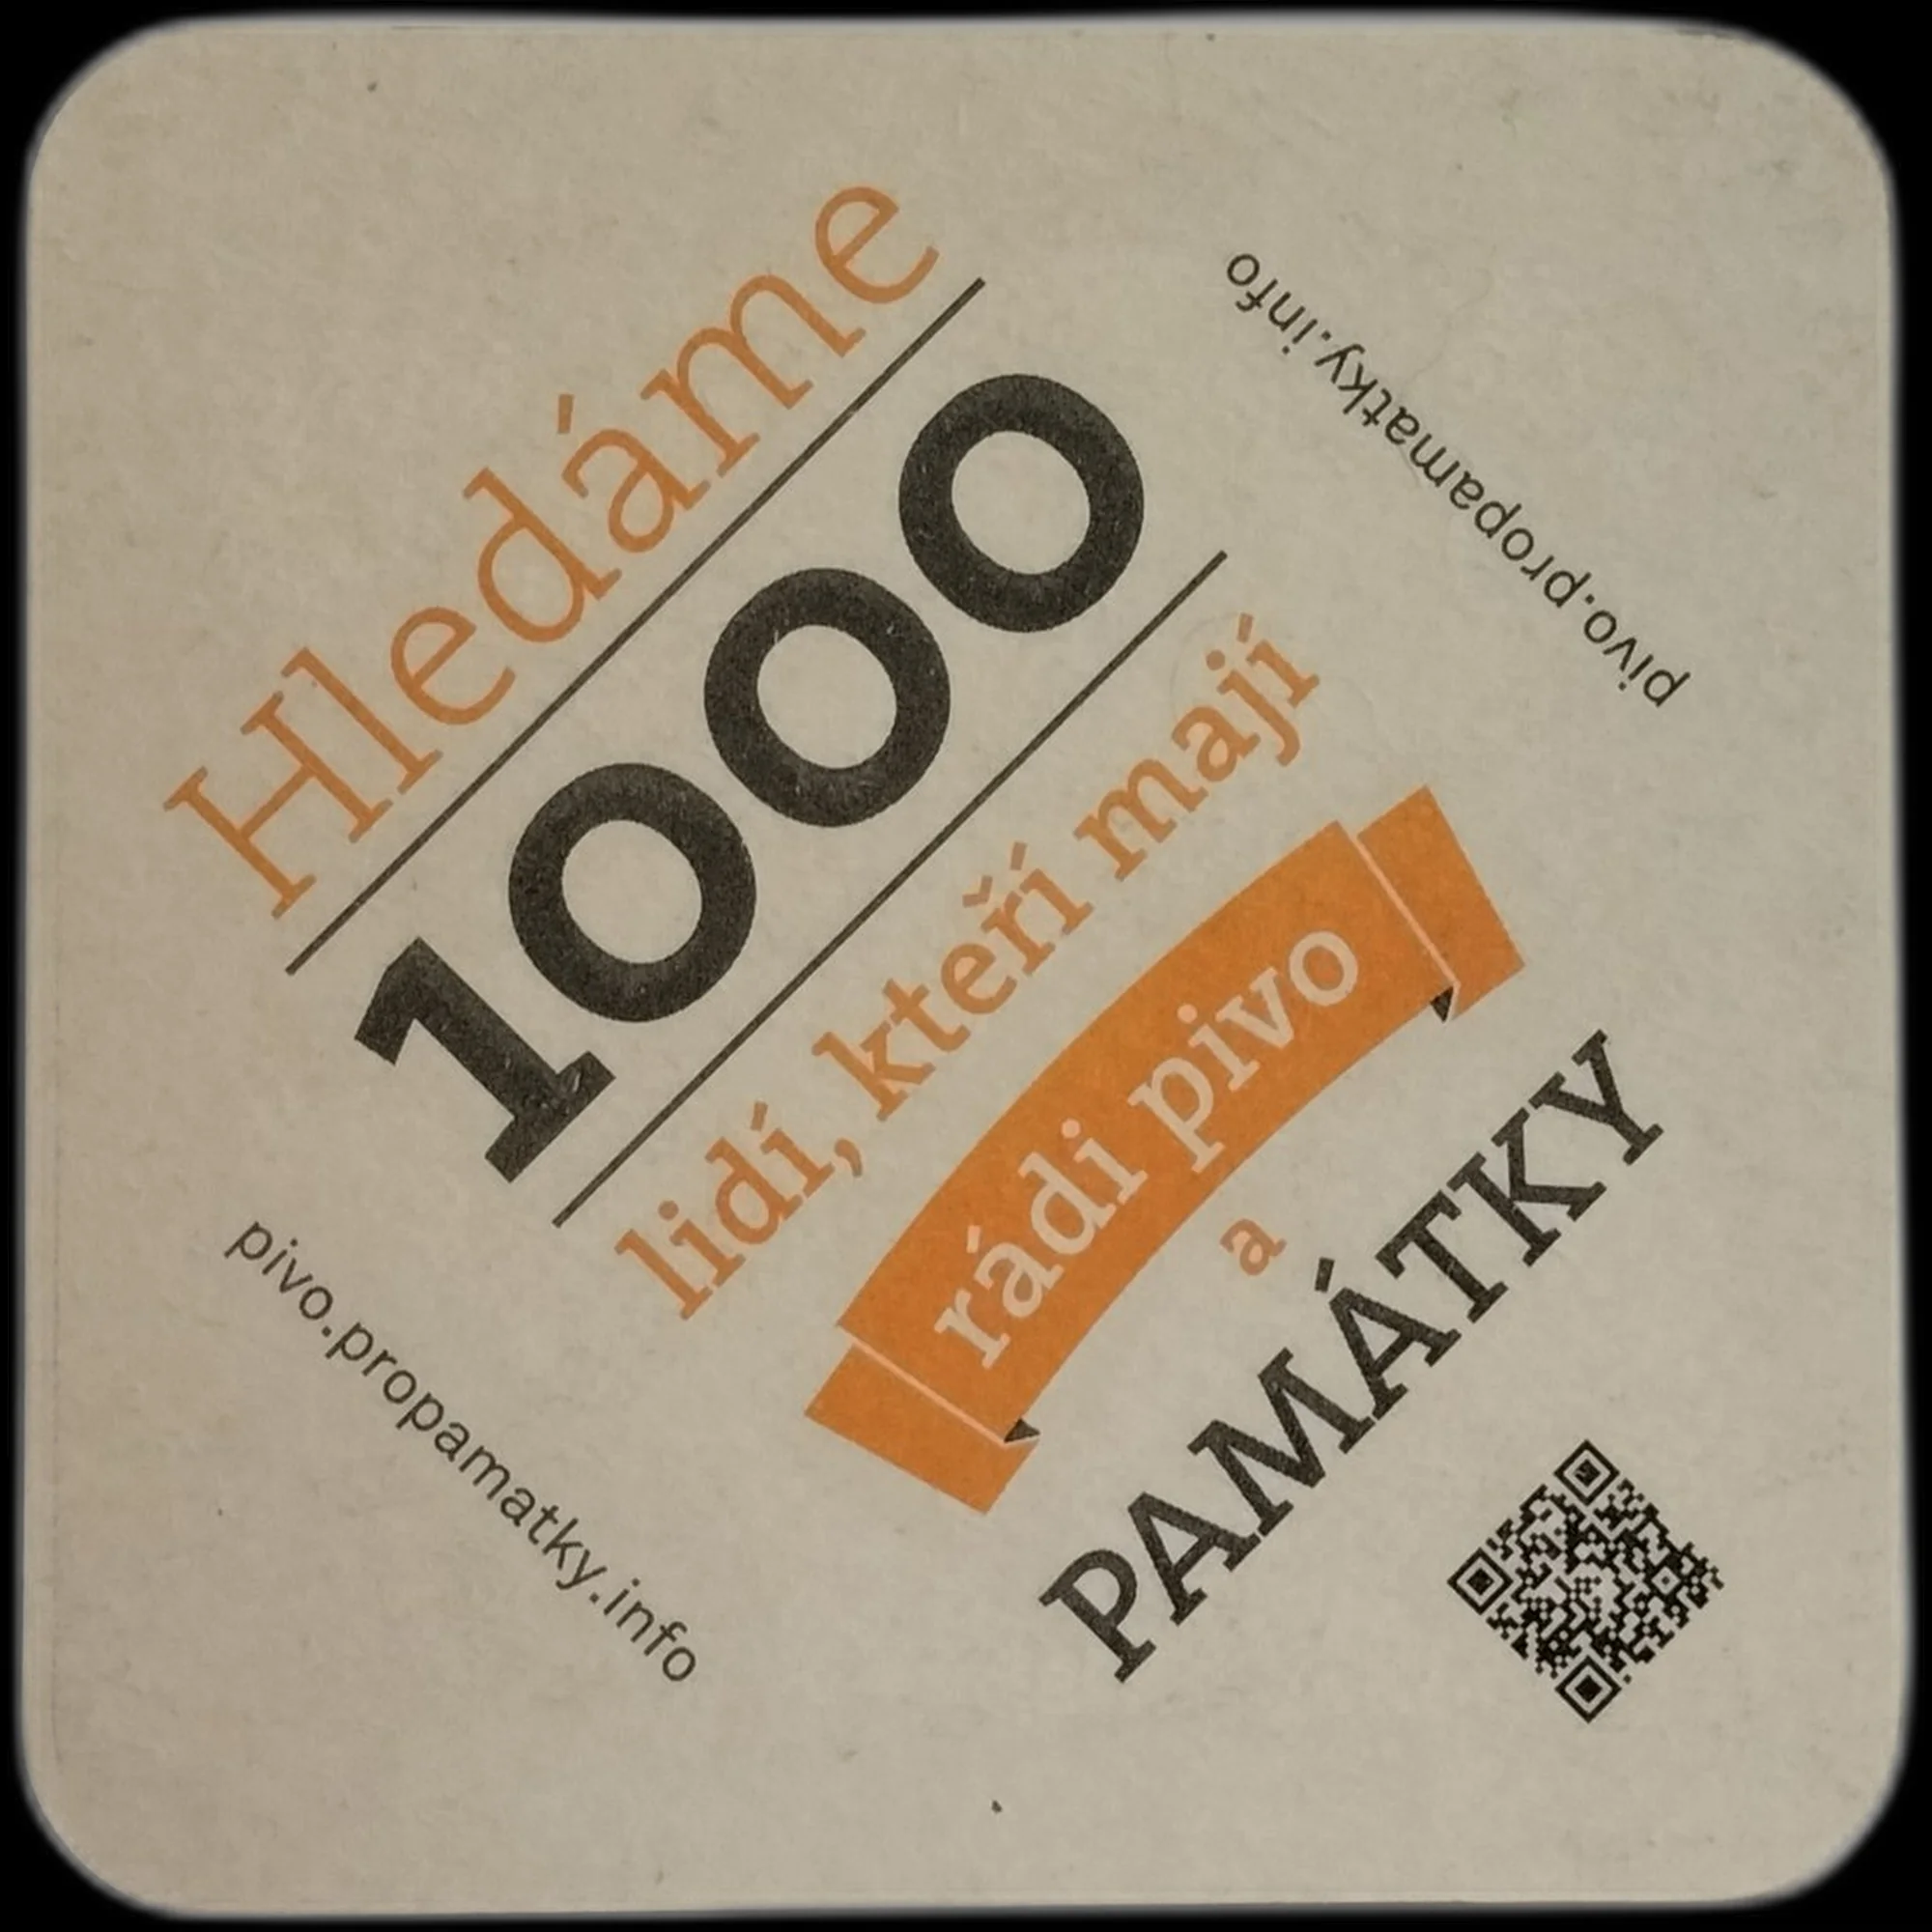 Hledáme
1000
lidí, kteří mají
rádi pivo
a
PAMÁTKY
pivo.propamatky.info
pivo.propamatky.info